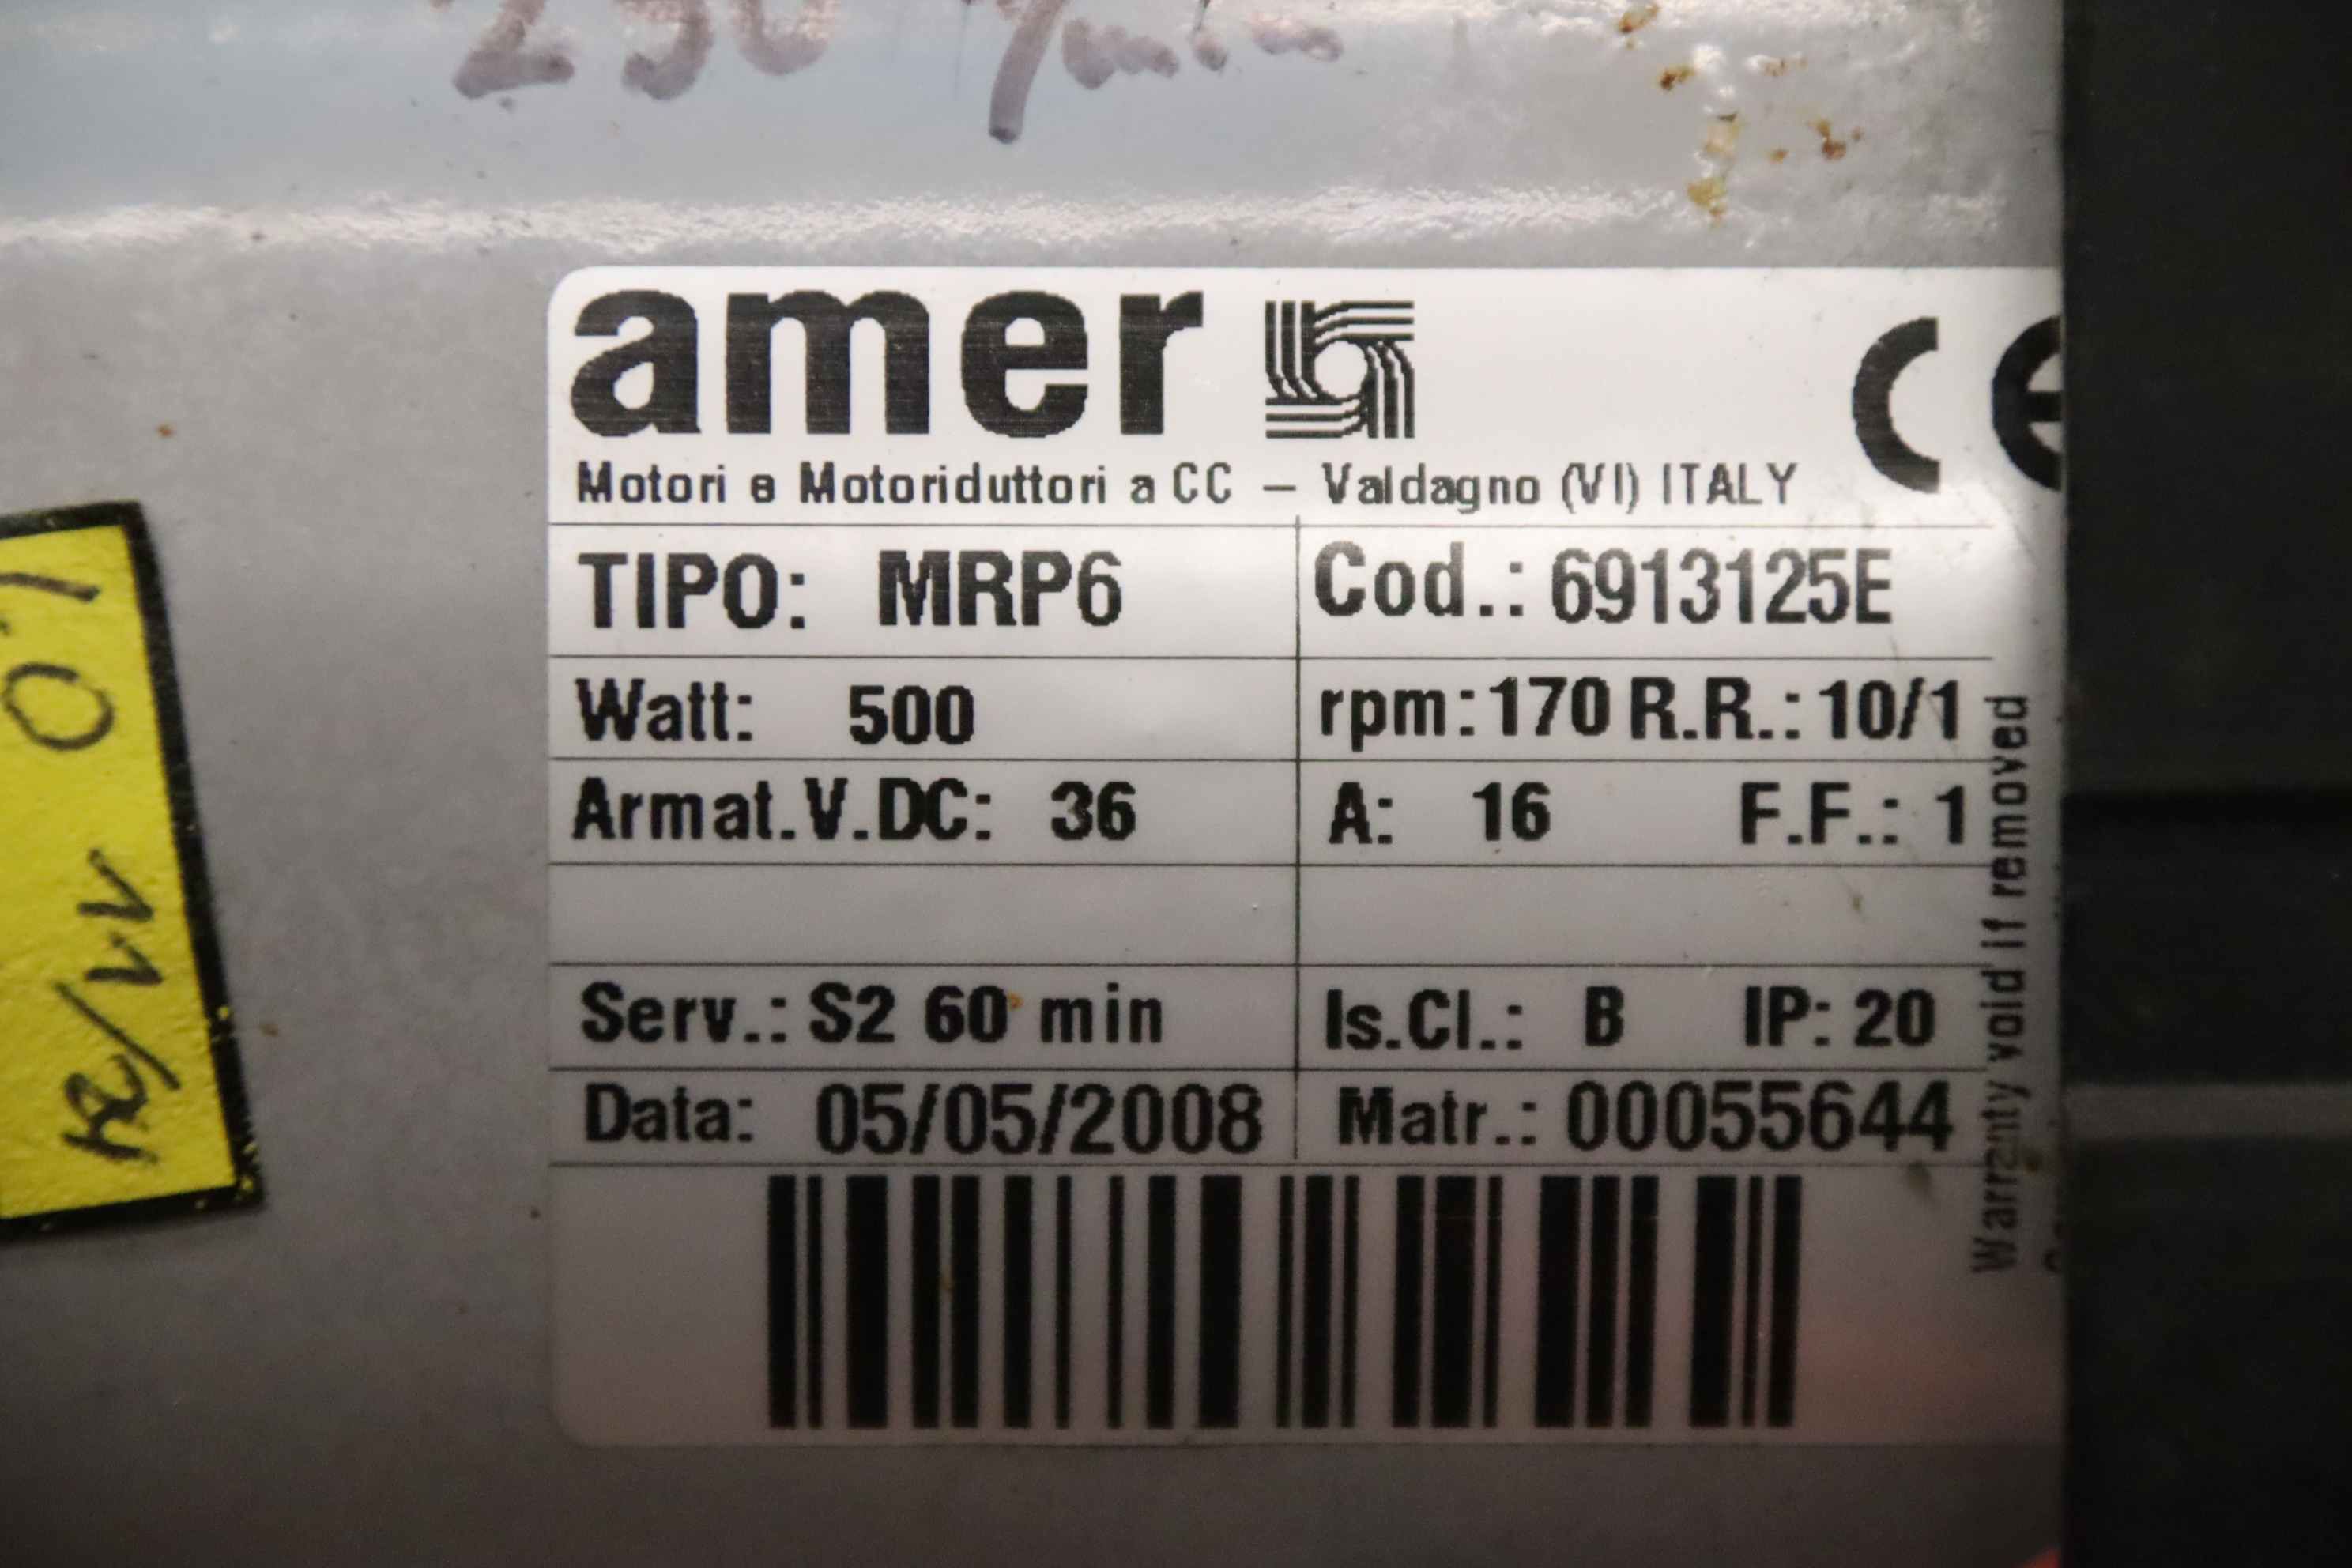 amer
CE
Motori e Motoriduttori a CC – Valdagno (VI) ITALY
TIPO: MRP6 Cod.: 6913125E
Watt: 500 rpm: 170 R.R.: 10/1
Armat.V.DC: 36 A: 16 F.F.: 1
Serv.: S2 60 min Is.Cl.: B IP: 20
Data: 05/05/2008 Matr.: 00055644
Warranty void if removed